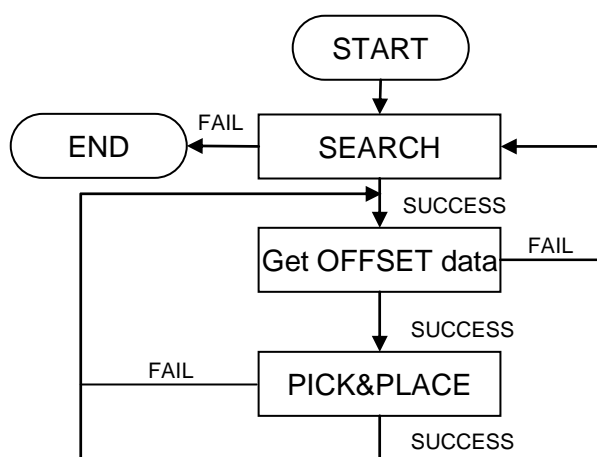 START
FAIL
END
SEARCH
SUCCESS
Get OFFSET data
FAIL
SUCCESS
FAIL
PICK&PLACE
SUCCESS